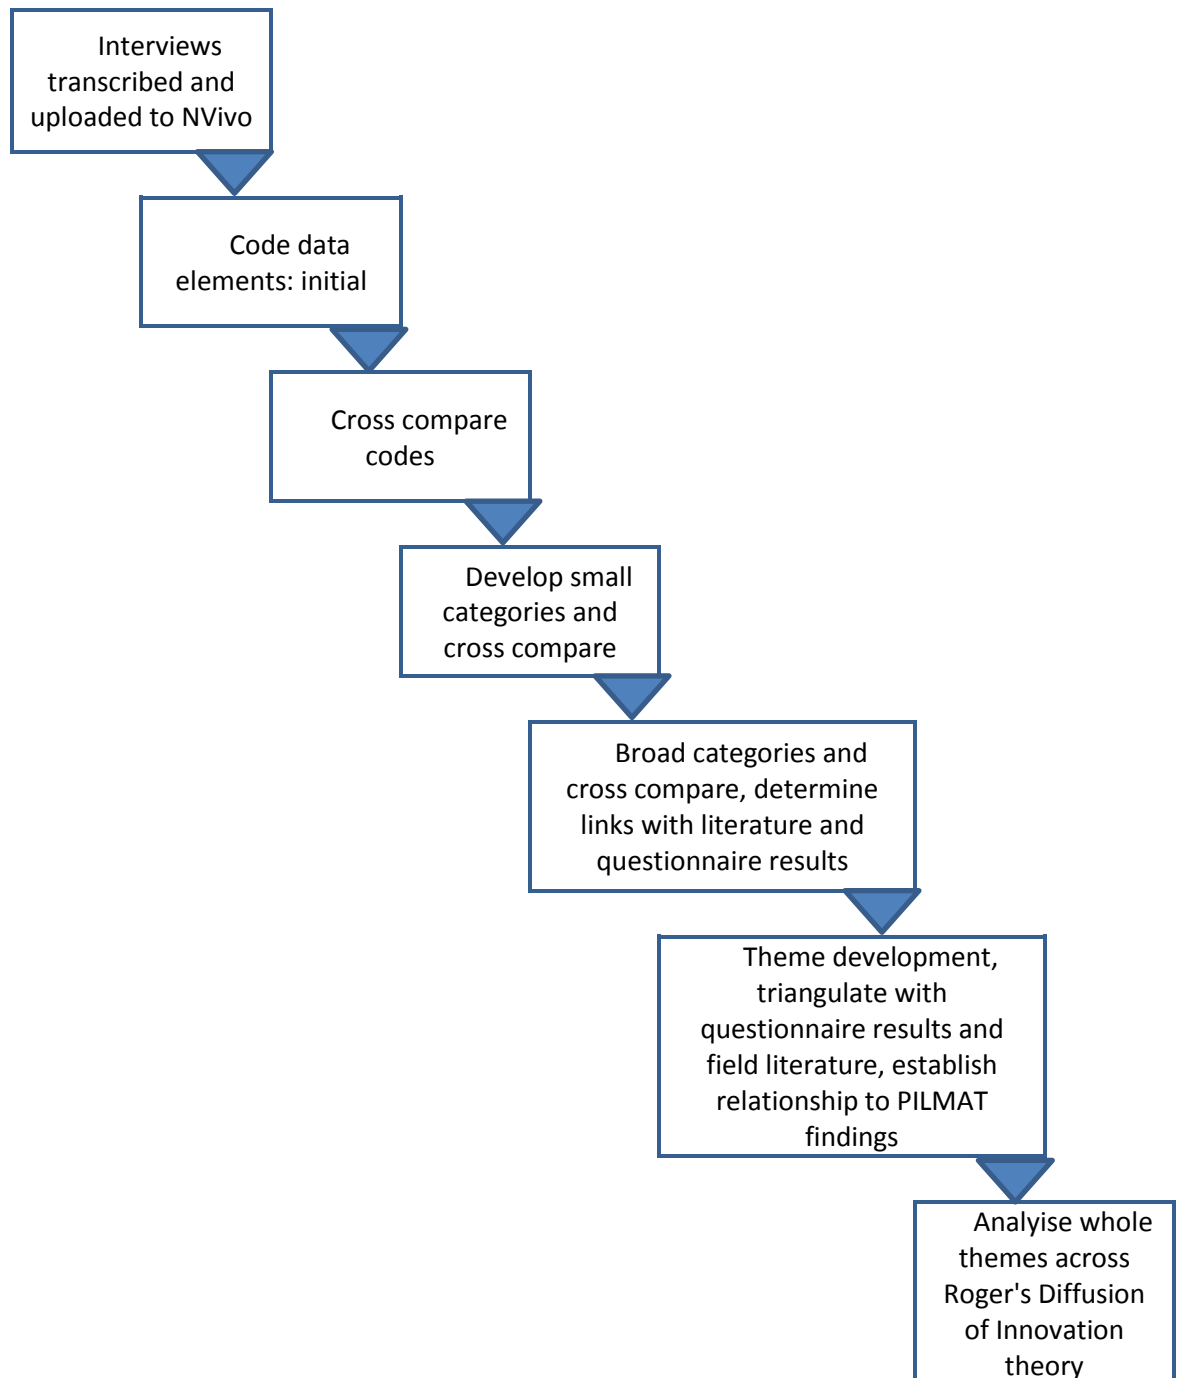 Interviews
transcribed and
uploaded to NVivo
Code data
elements: initial
Cross compare
codes
Develop small
categories and
cross compare
Broad categories and
cross compare, determine
links with literature and
questionnaire results
Theme development,
triangulate with
questionnaire results and
field literature, establish
relationship to PILMAT
findings
Analyise whole
themes across
Roger's Diffusion
of Innovation
theory